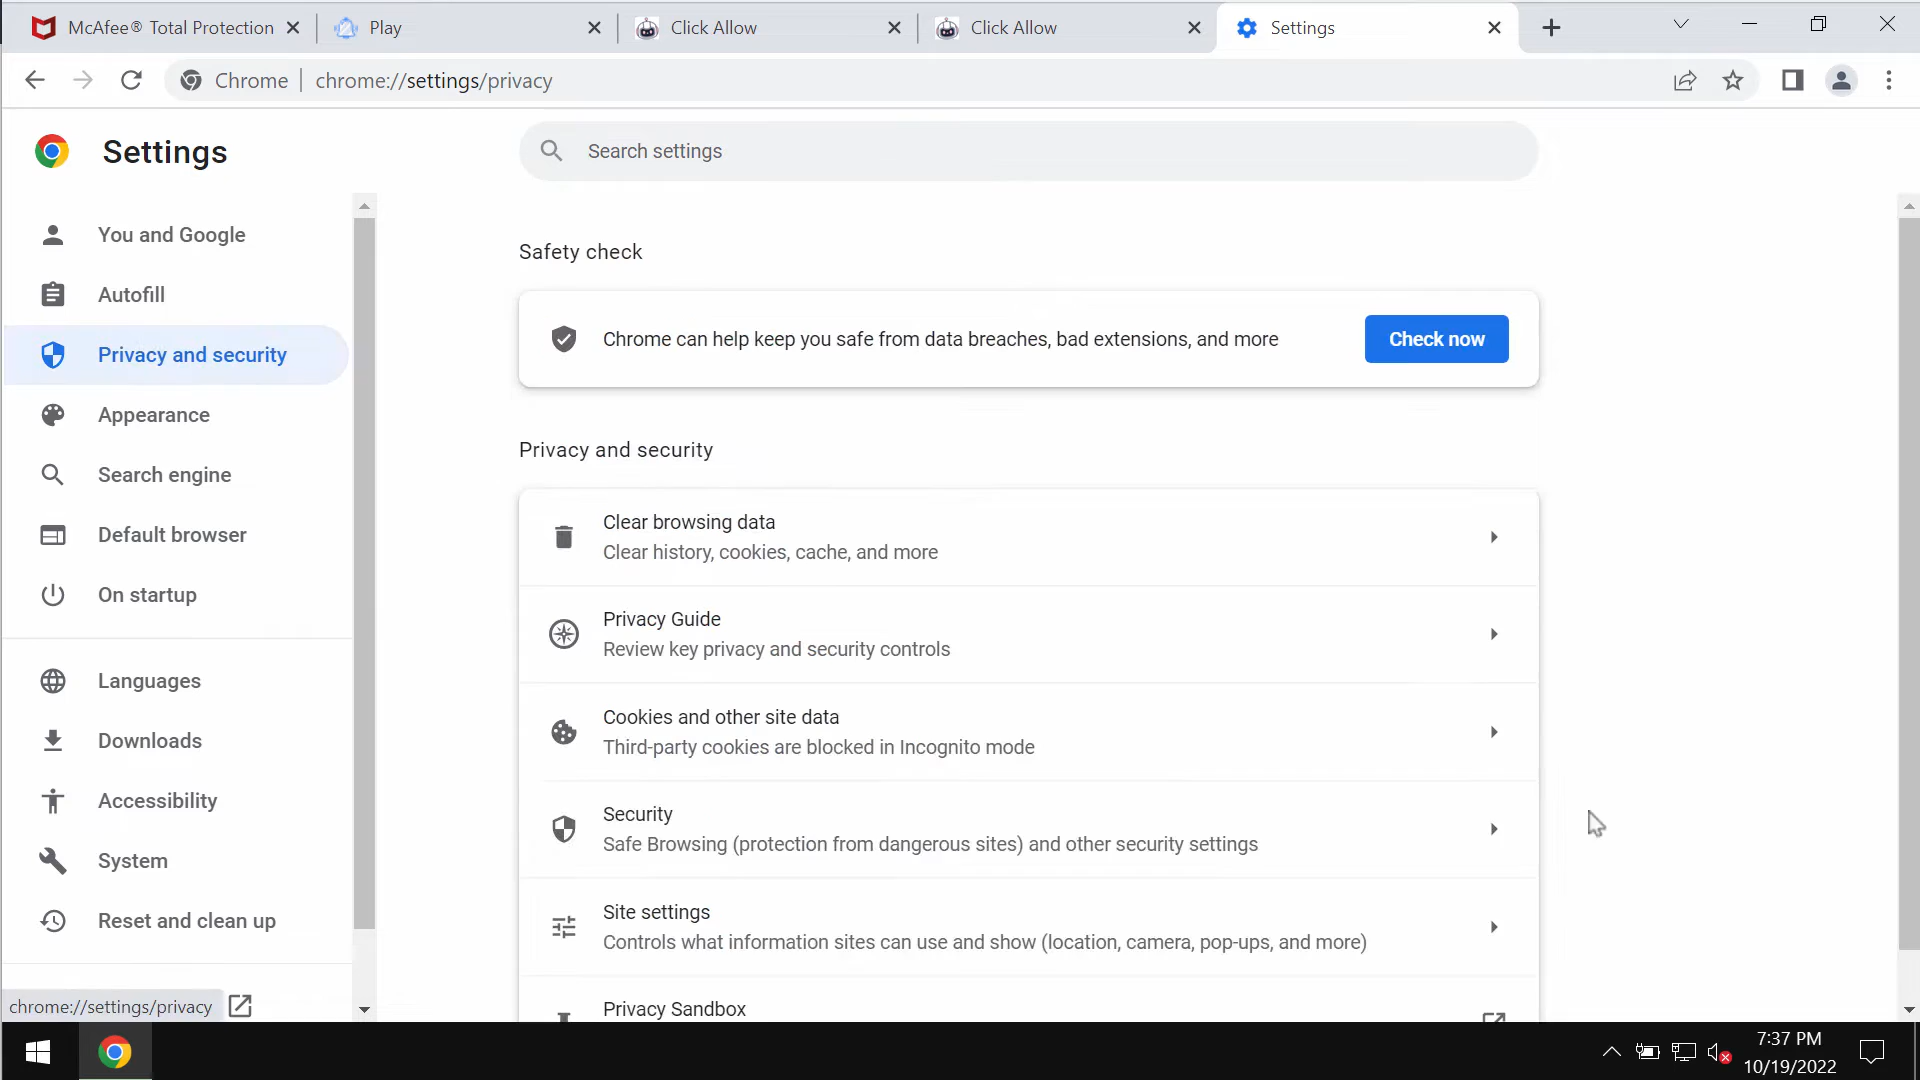 McAfee® Total Protection
Play
Click Allow
Click Allow
Settings
Chrome
chrome://settings/privacy
Settings
Search settings
You and Google
Autofill
Privacy and security
Appearance
Search engine
Default browser
On startup
Languages
Downloads
Accessibility
System
Reset and clean up
chrome://settings/privacy
Safety check
Chrome can help keep you safe from data breaches, bad extensions, and more
Check now
Privacy and security
Clear browsing data
Clear history, cookies, cache, and more
Privacy Guide
Review key privacy and security controls
Cookies and other site data
Third-party cookies are blocked in Incognito mode
Security
Safe Browsing (protection from dangerous sites) and other security settings
Site settings
Controls what information sites can use and show (location, camera, pop-ups, and more)
Privacy Sandbox
7:37 PM
10/19/2022